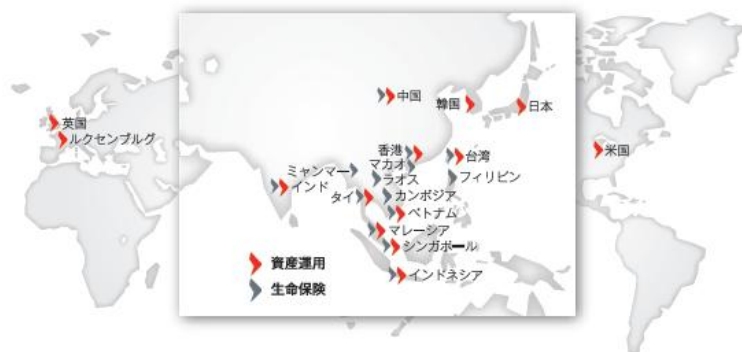 中国
韓国
日本
英国
ルクセンブルグ
香港
台湾
米国
マカオ
ミャンマー
ラオス
フィリピン
インド
タイ
カンボジア
ベトナム
マレーシア
シンガポール
資産運用
インドネシア
生命保険